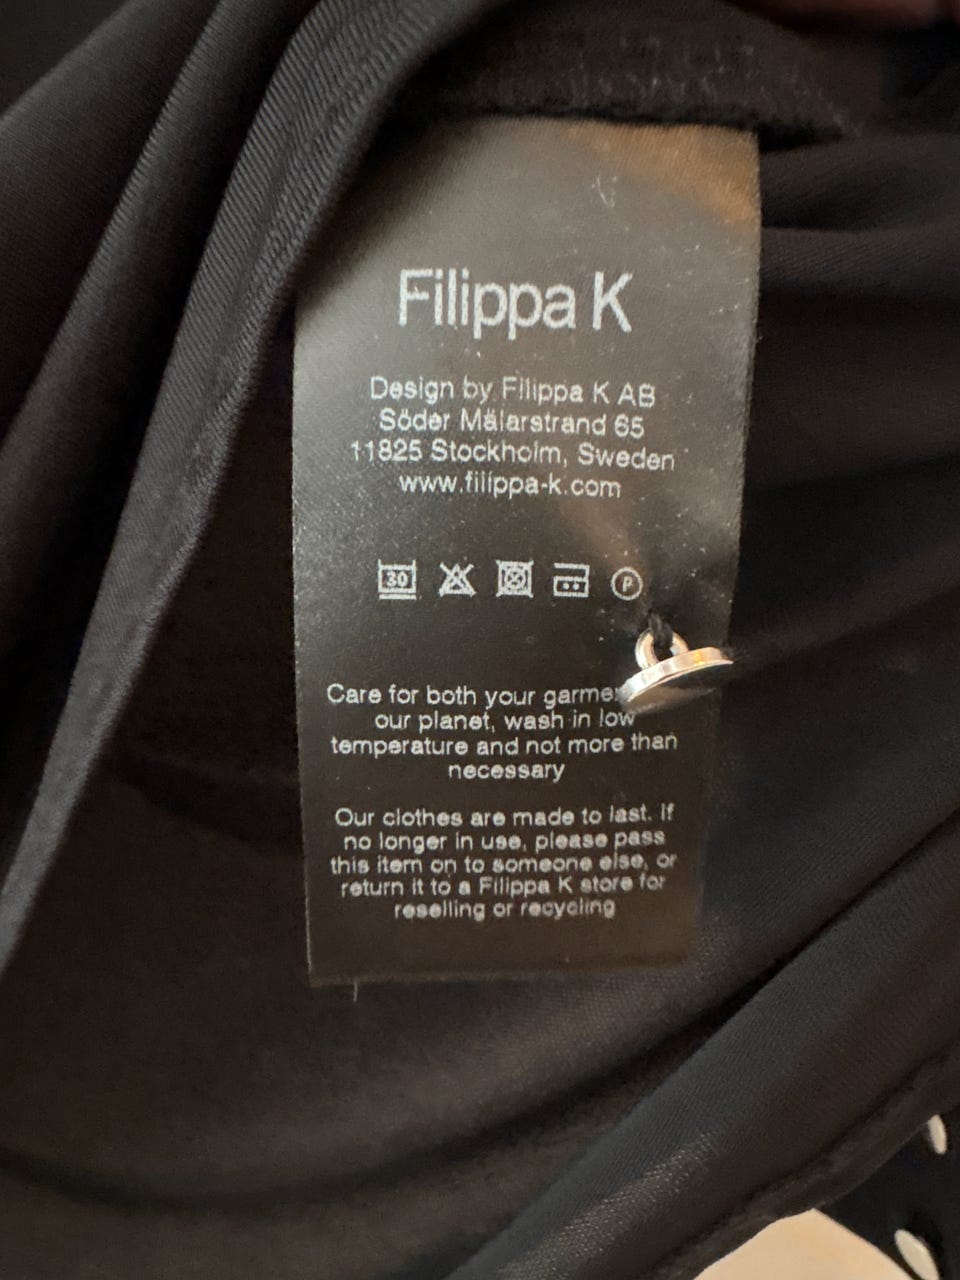 Filippa K
Design by Filippa K AB
Söder Mälarstrand 65
11825 Stockholm, Sweden
www.filippa-k.com
30 P
Care for both your
our planet, wash in low
temperature and not more than
necessary
Our clothes are made to last. If
no longer in use, please pass
this item on to someone else, or
return it to a Filippa K store for
reselling or recycling